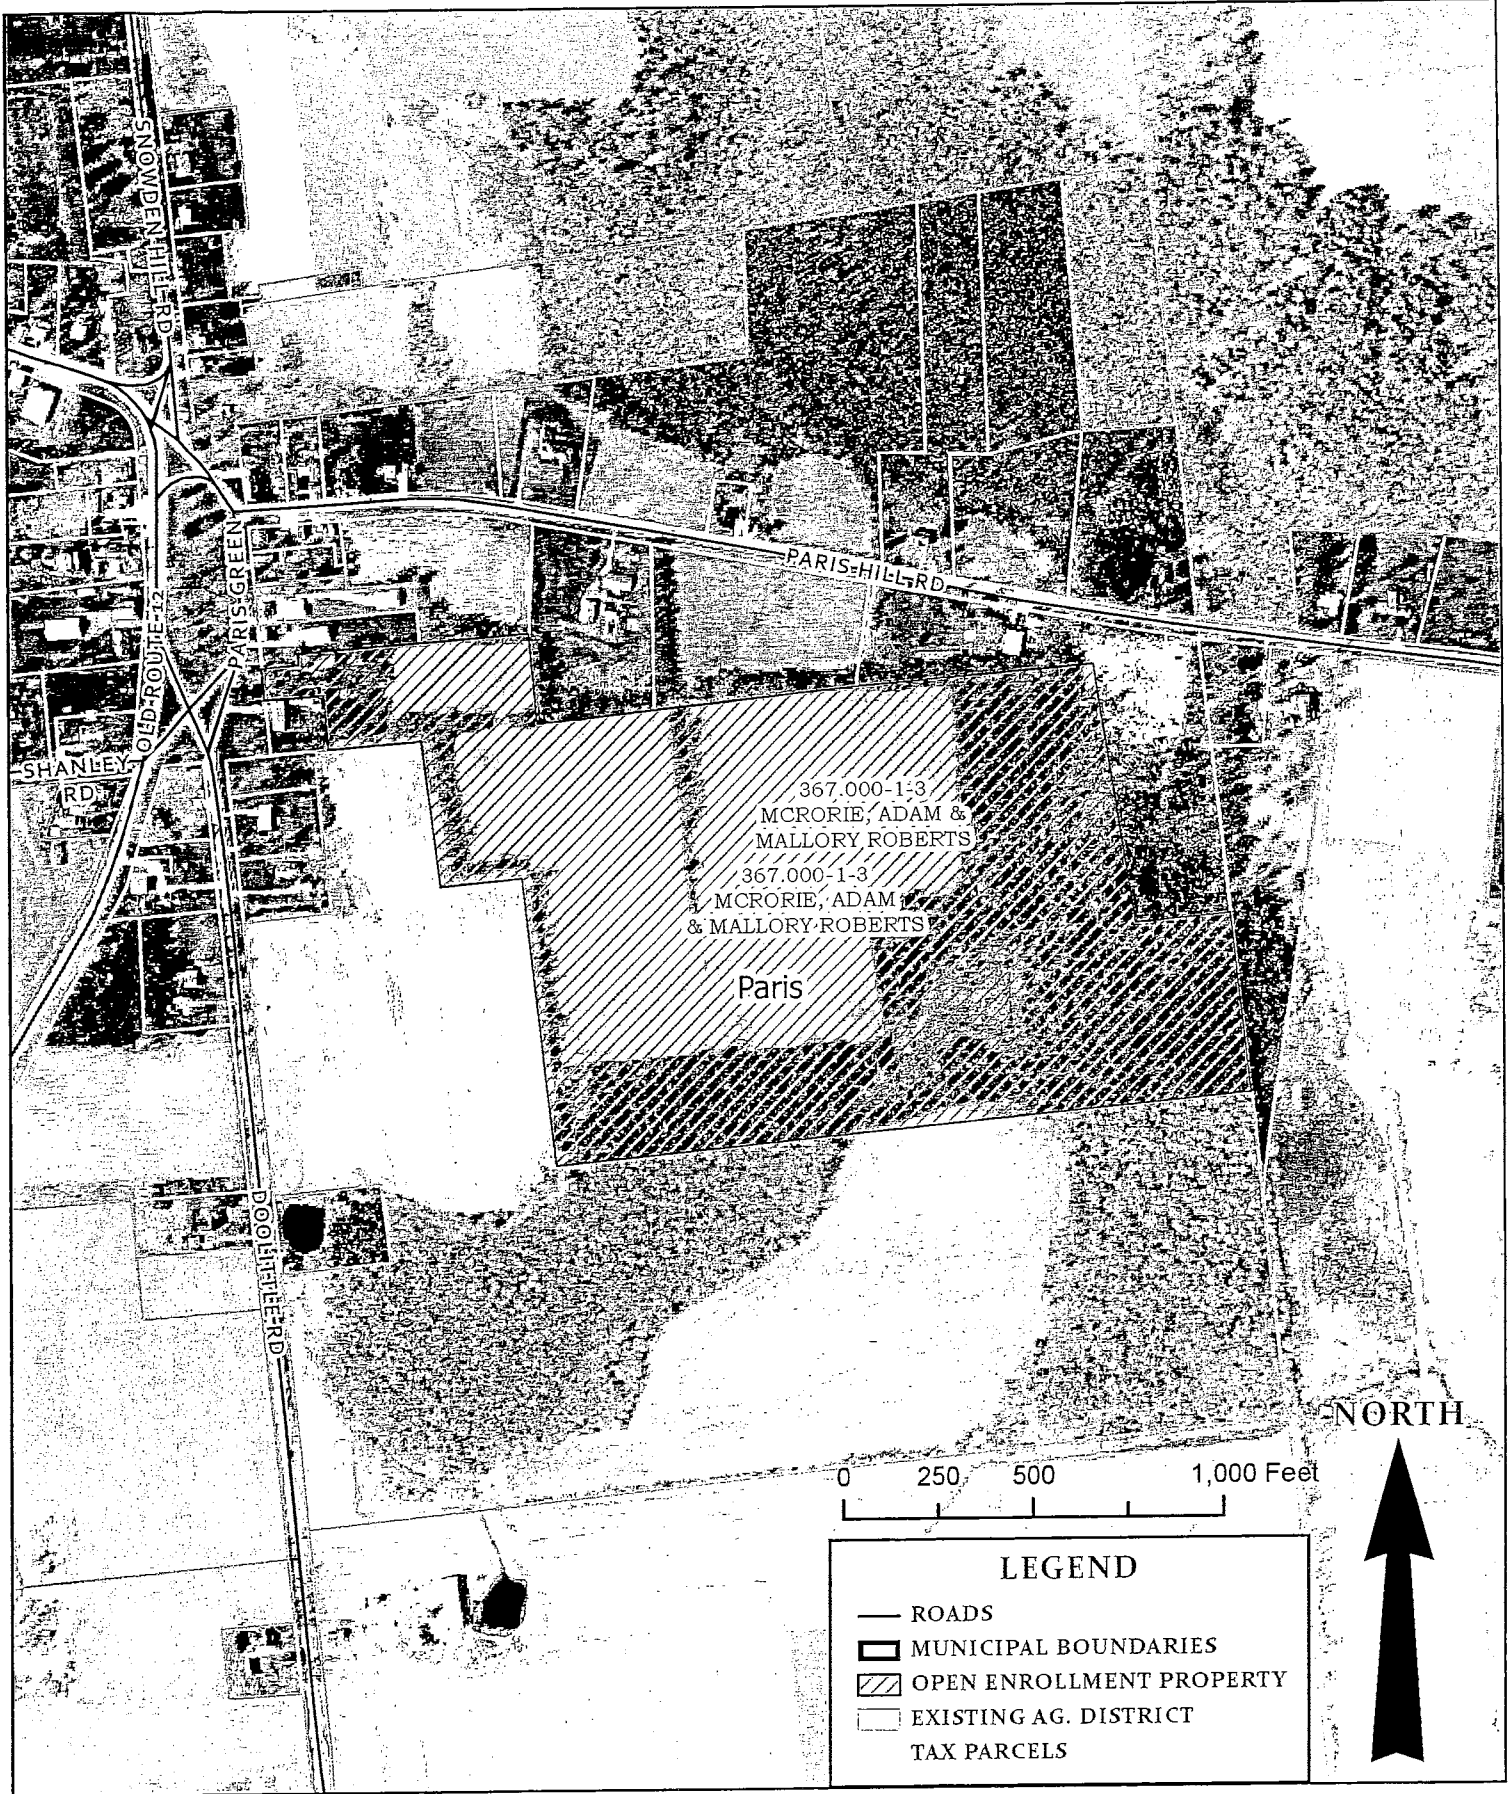 SNOWDEN HILL RD
PARIS HILL RD
PARIS GREEN
OLD ROUTE 12
SHANLEY
RD
367.000-1-3
MCRORIE, ADAM &
MALLORY ROBERTS
367.000-1-3
MCRORIE, ADAM
& MALLORY ROBERTS
Paris
DOOLITTLE RD
NORTH
0 250 500 1,000 Feet
LEGEND
ROADS
MUNICIPAL BOUNDARIES
OPEN ENROLLMENT PROPERTY
EXISTING AG. DISTRICT
TAX PARCELS